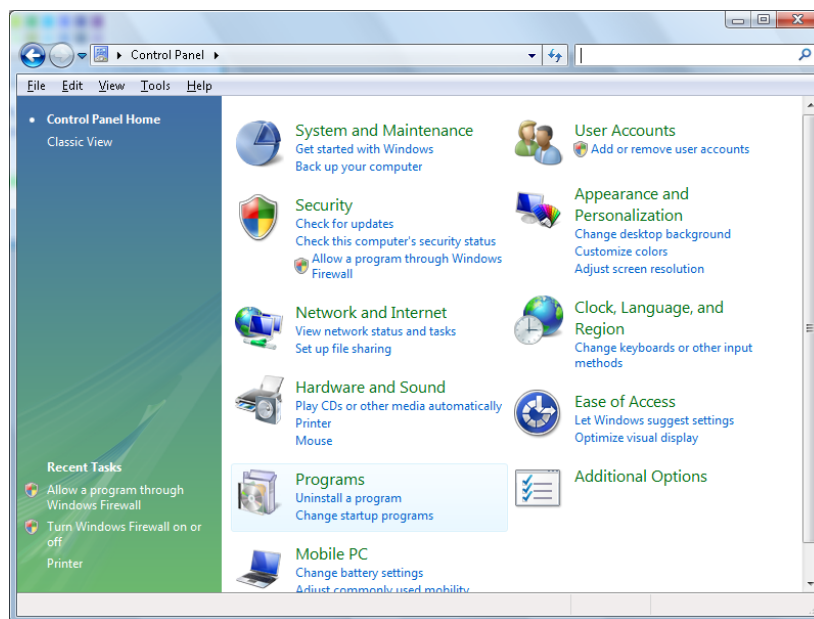 Control Panel
File Edit View Tools Help
Control Panel Home
Classic View
System and Maintenance
Get started with Windows
Back up your computer
Security
Check for updates
Check this computer's security status
Allow a program through Windows
Firewall
Network and Internet
View network status and tasks
Set up file sharing
Hardware and Sound
Play CDs or other media automatically
Printer
Mouse
Programs
Uninstall a program
Change startup programs
Mobile PC
Change battery settings
Adjust commonly used mobility
User Accounts
Add or remove user accounts
Appearance and
Personalization
Change desktop background
Customize colors
Adjust screen resolution
Clock, Language, and
Region
Change keyboards or other input
methods
Ease of Access
Let Windows suggest settings
Optimize visual display
Additional Options
Recent Tasks
Allow a program through
Windows Firewall
Turn Windows Firewall on or
off
Printer